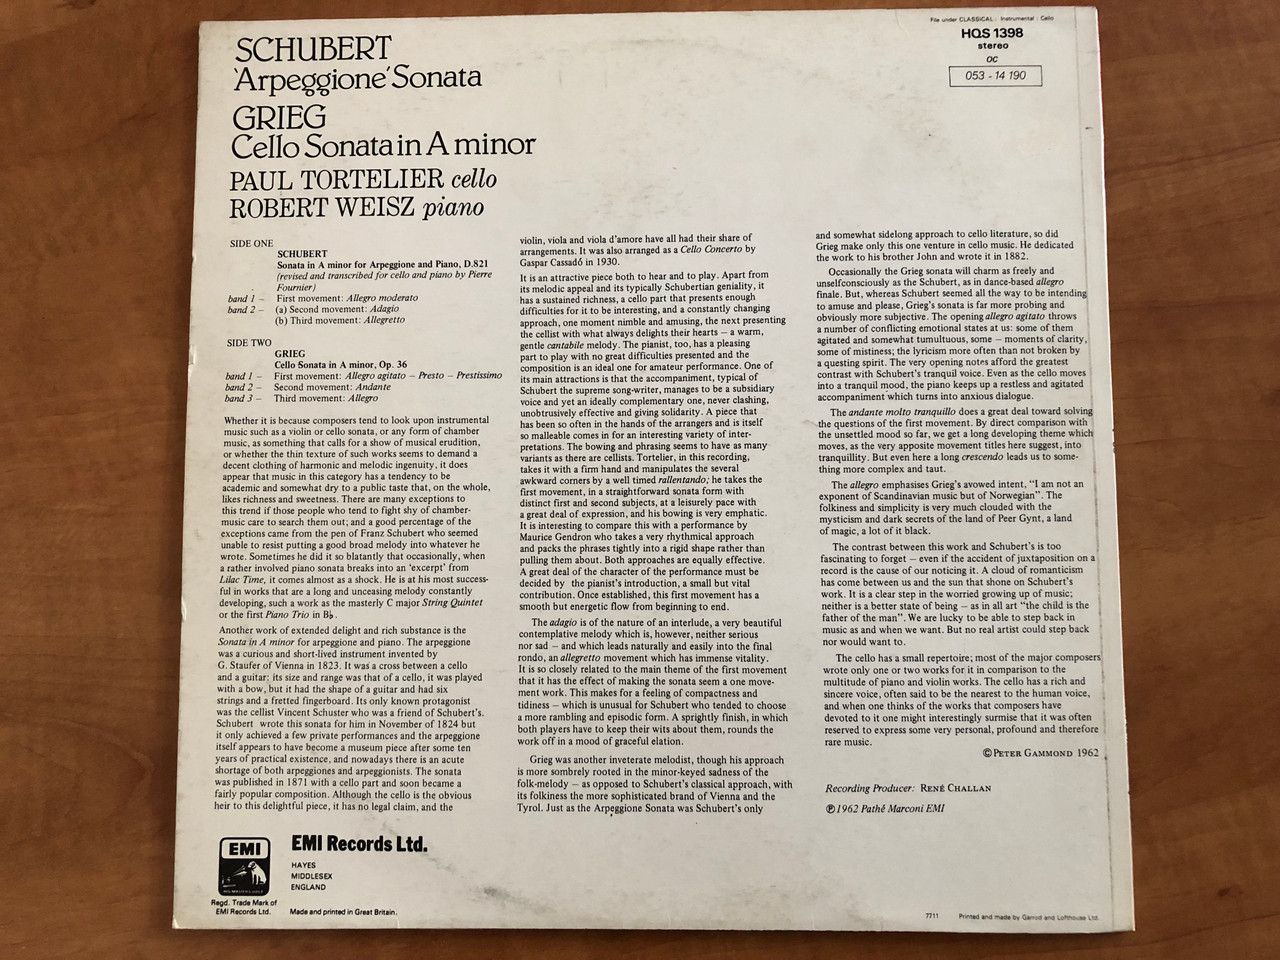 SCHUBERT
'Arpeggione' Sonata
GRIEG
Cello Sonata in A minor
PAUL TORTELIER cello
ROBERT WEISZ piano
File under CLASSICAL : Instrumental : Cello
HQS 1398
stereo
OC
053 - 14 190
SIDE ONE
SCHUBERT
Sonata in A minor for Arpeggione and Piano, D.821
(revised and transcribed for cello and piano by Pierre
Fournier)
band 1 – First movement: Allegro moderato
band 2 – (a) Second movement: Adagio
(b) Third movement: Allegretto
SIDE TWO
GRIEG
Cello Sonata in A minor, Op. 36
band 1 – First movement: Allegro agitato – Presto – Prestissimo
band 2 – Second movement: Andante
band 3 – Third movement: Allegro
Whether it is because composers tend to look upon instrumental
music such as a violin or cello sonata, or any form of chamber
music, as something that calls for a show of musical erudition,
or whether the thin texture of such works seems to demand a
decent clothing of harmonic and melodic ingenuity, it does
appear that music in this category has a tendency to be
academic and somewhat dry to a public taste that, on the whole,
likes richness and sweetness. There are many exceptions to
this trend if those people who tend to fight shy of chamber-
music care to search them out; and a good percentage of the
exceptions came from the pen of Franz Schubert who seemed
unable to resist putting a good broad melody into whatever he
wrote. Sometimes he did it so blatantly that occasionally, when
a rather involved piano sonata breaks into an 'excerpt' from
Lilac Time, it comes almost as a shock. He is at his most success-
ful in works that are a long and unceasing melody constantly
developing, such a work as the masterly C major String Quintet
or the first Piano Trio in B♭.
Another work of extended delight and rich substance is the
Sonata in A minor for arpeggione and piano. The arpeggione
was a curious and short-lived instrument invented by
G. Staufer of Vienna in 1823. It was a cross between a cello
and a guitar: its size and range was that of a cello, it was played
with a bow, but it had the shape of a guitar and had six
strings and a fretted fingerboard. Its only known protagonist
was the cellist Vincent Schuster who was a friend of Schubert's.
Schubert wrote this sonata for him in November of 1824 but
it only achieved a few private performances and the arpeggione
itself appears to have become a museum piece after some ten
years of practical existence, and nowadays there is an acute
shortage of both arpeggiones and arpeggionists. The sonata
was published in 1871 with a cello part and soon became a
fairly popular composition. Although the cello is the obvious
heir to this delightful piece, it has no legal claim, and the
violin, viola and viola d'amore have all had their share of
arrangements. It was also arranged as a Cello Concerto by
Gaspar Cassadó in 1930.
It is an attractive piece both to hear and to play. Apart from
its melodic appeal and its typically Schubertian geniality, it
has a sustained richness, a cello part that presents enough
difficulties for it to be interesting, and a constantly changing
approach, one moment nimble and amusing, the next presenting
the cellist with what always delights their hearts – a warm,
gentle cantabile melody. The pianist, too, has a pleasing
part to play with no great difficulties presented and the
composition is an ideal one for amateur performance. One of
its main attractions is that the accompaniment, typical of
Schubert the supreme song-writer, manages to be a subsidiary
voice and yet an ideally complementary one, never clashing,
unobtrusively effective and giving solidarity. A piece that
has been so often in the hands of the arrangers and is itself
so malleable comes in for an interesting variety of inter-
pretations. The bowing and phrasing seems to have as many
variants as there are cellists. Tortelier, in this recording,
takes it with a firm hand and manipulates the several
awkward corners by a well timed rallentando; he takes the
first movement, in a straightforward sonata form with
distinct first and second subjects, at a leisurely pace with
a great deal of expression, and his bowing is very emphatic.
It is interesting to compare this with a performance by
Maurice Gendron who takes a very rhythmical approach
and packs the phrases tightly into a rigid shape rather than
pulling them about. Both approaches are equally effective.
A great deal of the character of the performance must be
decided by the pianist's introduction, a small but vital
contribution. Once established, this first movement has a
smooth but energetic flow from beginning to end.
The adagio is of the nature of an interlude, a very beautiful
contemplative melody which is, however, neither serious
nor sad – and which leads naturally and easily into the final
rondo, an allegretto movement which has immense vitality.
It is so closely related to the main theme of the first movement
that it has the effect of making the sonata seem a one move-
ment work. This makes for a feeling of compactness and
tidiness – which is unusual for Schubert who tended to choose
a more rambling and episodic form. A sprightly finish, in which
both players have to keep their wits about them, rounds the
work off in a mood of graceful elation.
Grieg was another inveterate melodist, though his approach
is more sombrely rooted in the minor-keyed sadness of the
folk-melody – as opposed to Schubert's classical approach, with
its folkiness the more sophisticated brand of Vienna and the
Tyrol. Just as the Arpeggione Sonata was Schubert's only
and somewhat sidelong approach to cello literature, so did
Grieg make only this one venture in cello music. He dedicated
the work to his brother John and wrote it in 1882.
Occasionally the Grieg sonata will charm as freely and
unselfconsciously as the Schubert, as in dance-based allegro
finale. But, whereas Schubert seemed all the way to be intending
to amuse and please, Grieg's sonata is far more probing and
obviously more subjective. The opening allegro agitato throws
a number of conflicting emotional states at us: some of them
agitated and somewhat tumultuous, some – moments of clarity,
some of mistiness; the lyricism more often than not broken by
a questing spirit. The very opening notes afford the greatest
contrast with Schubert's tranquil voice. Even as the cello moves
into a tranquil mood, the piano keeps up a restless and agitated
accompaniment which turns into anxious dialogue.
The andante molto tranquillo does a great deal toward solving
the questions of the first movement. By direct comparison with
the unsettled mood so far, we get a long developing theme which
moves, as the very apposite movement titles here suggest, into
tranquillity. But even here a long crescendo leads us to some-
thing more complex and taut.
The allegro emphasises Grieg's avowed intent, "I am not an
exponent of Scandinavian music but of Norwegian". The
folkiness and simplicity is very much clouded with the
mysticism and dark secrets of the land of Peer Gynt, a land
of magic, a lot of it black.
The contrast between this work and Schubert's is too
fascinating to forget – even if the accident of juxtaposition on a
record is the cause of our noticing it. A cloud of romanticism
has come between us and the sun that shone on Schubert's
work. It is a clear step in the worried growing up of music;
neither is a better state of being – as in all art "the child is the
father of the man". We are lucky to be able to step back in
music as and when we want. But no real artist could step back
nor would want to.
The cello has a small repertoire; most of the major composers
wrote only one or two works for it in comparison to the
multitude of piano and violin works. The cello has a rich and
sincere voice, often said to be the nearest to the human voice,
and when one thinks of the works that composers have
devoted to it one might interestingly surmise that it was often
reserved to express some very personal, profound and therefore
rare music.
© PETER GAMMOND 1962
Recording Producer: RENÉ CHALLAN
℗ 1962 Pathé Marconi EMI
EMI
HIS MASTER'S VOICE
Regd. Trade Mark of
EMI Records Ltd.
EMI Records Ltd.
HAYES
MIDDLESEX
ENGLAND
Made and printed in Great Britain.
7711
Printed and made by Garrod and Lofthouse Ltd.